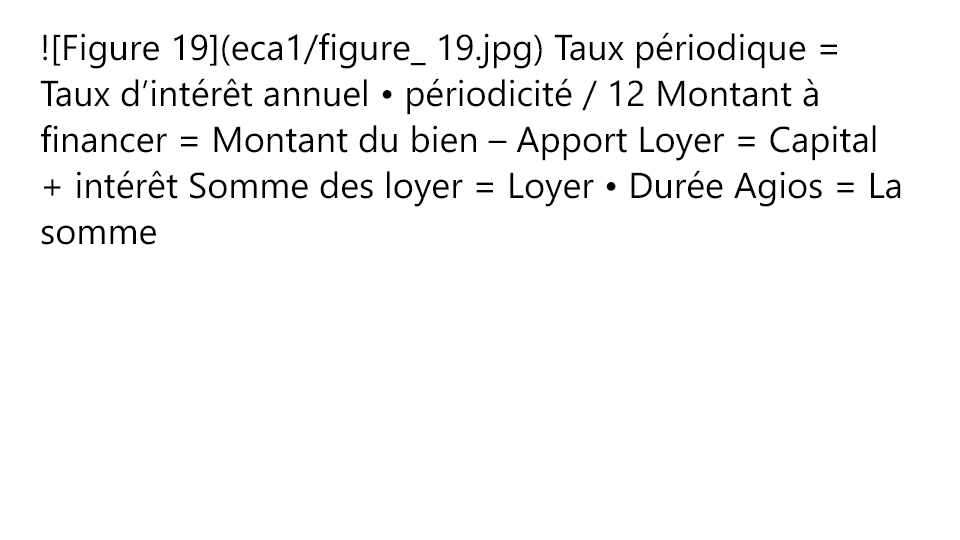 ![Figure 19](eca1/figure_ 19.jpg) Taux périodique =
Taux d’intérêt annuel • périodicité / 12 Montant à
financer = Montant du bien – Apport Loyer = Capital
+ intérêt Somme des loyer = Loyer • Durée Agios = La
somme